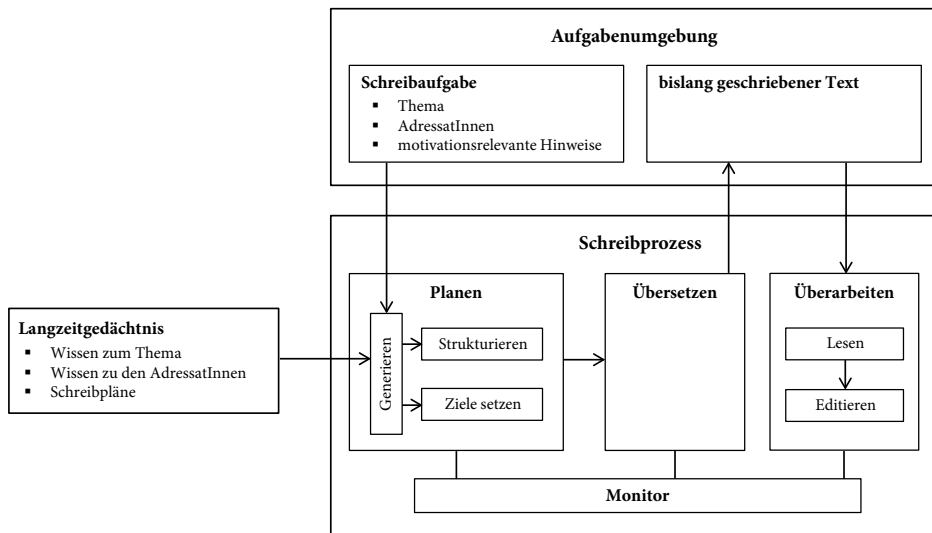 Aufgabenumgebung
Schreibaufgabe
▪ Thema
▪ AdressatInnen
▪ motivationsrelevante Hinweise
bislang geschriebener Text
Schreibprozess
Planen
Generieren
Strukturieren
Ziele setzen
Übersetzen
Überarbeiten
Lesen
Editieren
Langzeitgedächtnis
▪ Wissen zum Thema
▪ Wissen zu den AdressatInnen
▪ Schreibpläne
Monitor